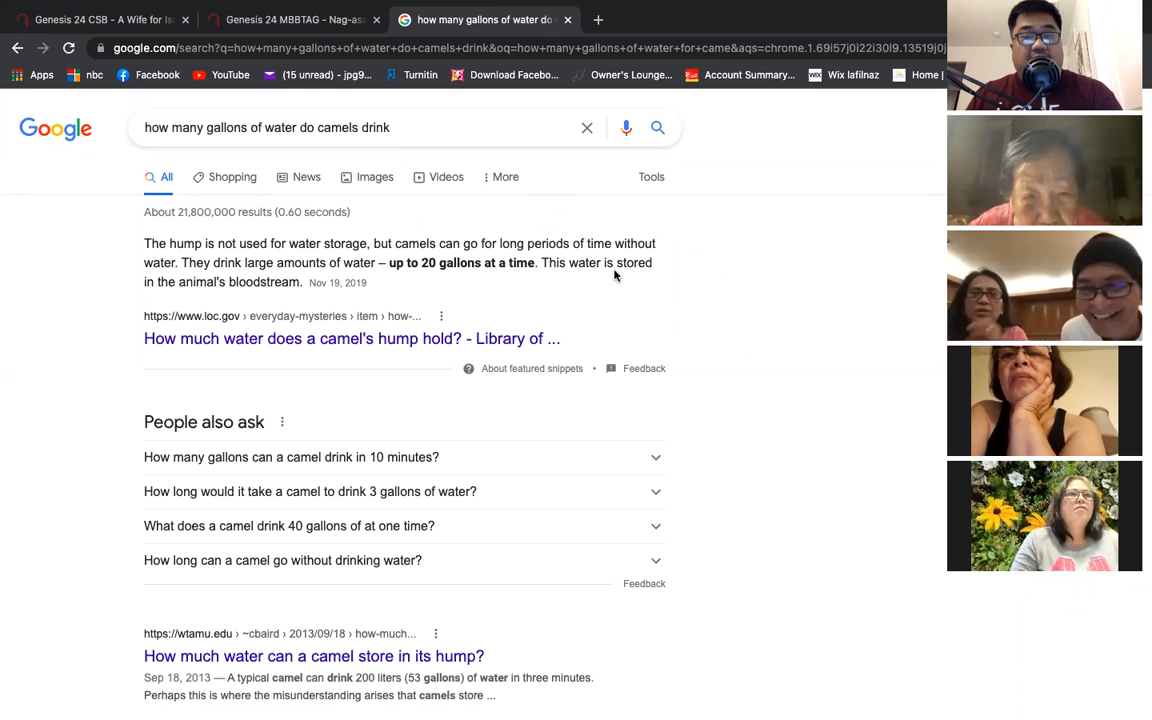 Genesis 24 CSB - A Wife for Isa
Genesis 24 MBBTAG - Nag-asa
how many gallons of water do
google.com/search?q=how+many+gallons+of+water+do+camels+drink&oq=how+many+gallons+of+water+for+came&aqs=chrome.1.69i57j0i22i30l9.13519j0j
Apps nbc Facebook YouTube (15 unread) - jpg9... Turnitin Download Facebo... Owner's Lounge... Account Summary... WIX Wix lafilnaz Home |
Google
how many gallons of water do camels drink
All Shopping News Images Videos More Tools
About 21,800,000 results (0.60 seconds)
The hump is not used for water storage, but camels can go for long periods of time without
water. They drink large amounts of water – up to 20 gallons at a time. This water is stored
in the animal's bloodstream. Nov 19, 2019
https://www.loc.gov › everyday-mysteries › item › how-...
How much water does a camel's hump hold? - Library of ...
About featured snippets • Feedback
People also ask
How many gallons can a camel drink in 10 minutes?
How long would it take a camel to drink 3 gallons of water?
What does a camel drink 40 gallons of at one time?
How long can a camel go without drinking water?
Feedback
https://wtamu.edu › ~cbaird › 2013/09/18 › how-much...
How much water can a camel store in its hump?
Sep 18, 2013 — A typical camel can drink 200 liters (53 gallons) of water in three minutes.
Perhaps this is where the misunderstanding arises that camels store ...